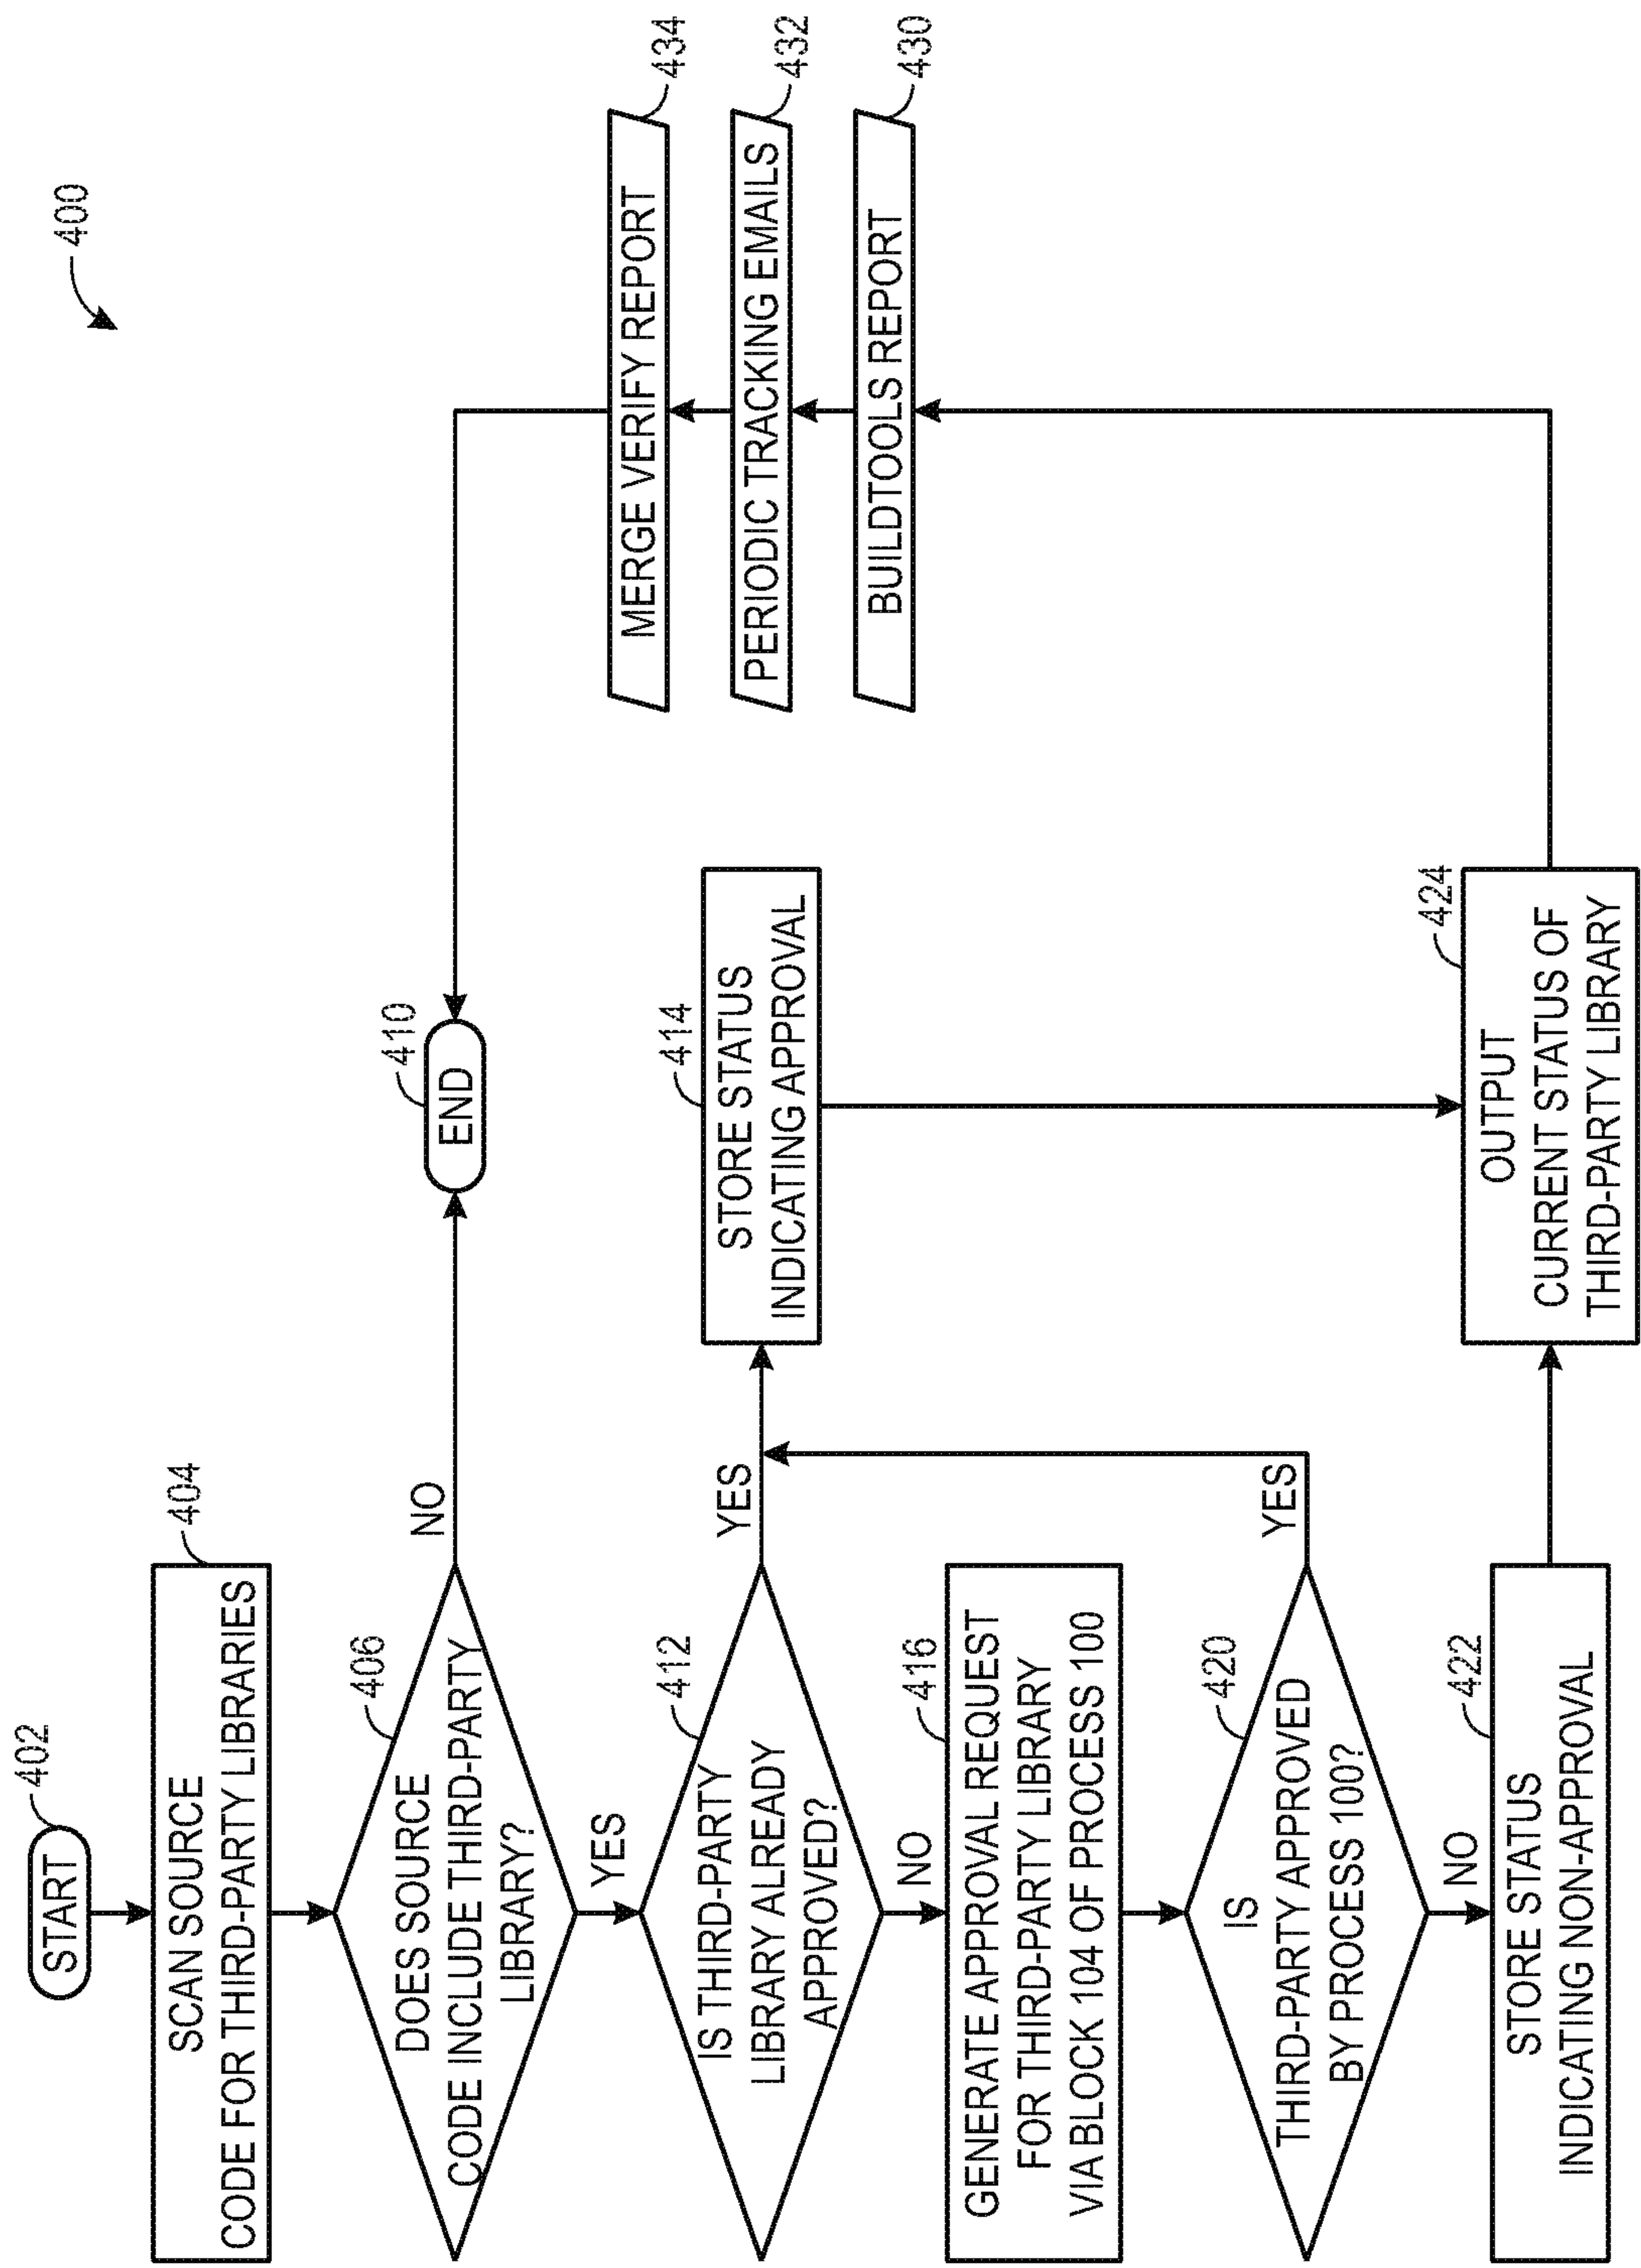 400
START
402
SCAN SOURCE
CODE FOR THIRD-PARTY LIBRARIES
404
DOES SOURCE
CODE INCLUDE THIRD-PARTY
LIBRARY?
406
NO
YES
END
410
IS THIRD-PARTY
LIBRARY ALREADY
APPROVED?
412
YES
NO
STORE STATUS
INDICATING APPROVAL
414
GENERATE APPROVAL REQUEST
FOR THIRD-PARTY LIBRARY
VIA BLOCK 104 OF PROCESS 100
416
IS
THIRD-PARTY APPROVED
BY PROCESS 100?
420
YES
NO
STORE STATUS
INDICATING NON-APPROVAL
422
OUTPUT
CURRENT STATUS OF
THIRD-PARTY LIBRARY
424
MERGE VERIFY REPORT
434
PERIODIC TRACKING EMAILS
432
BUILDTOOLS REPORT
430